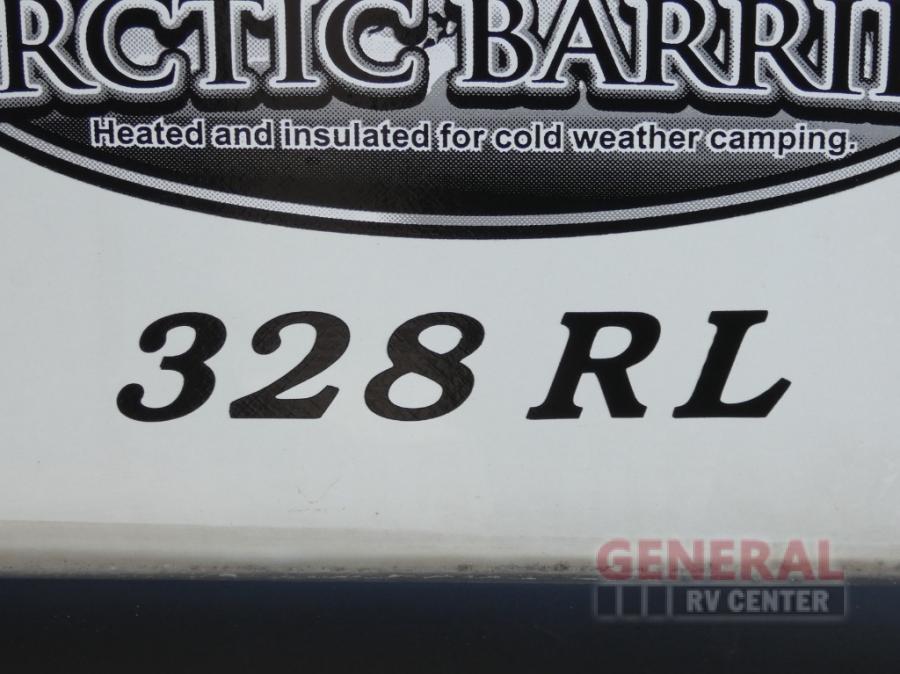 RCTIC BARRI
Heated and insulated for cold weather camping.
328 RL
GENERAL
RV CENTER